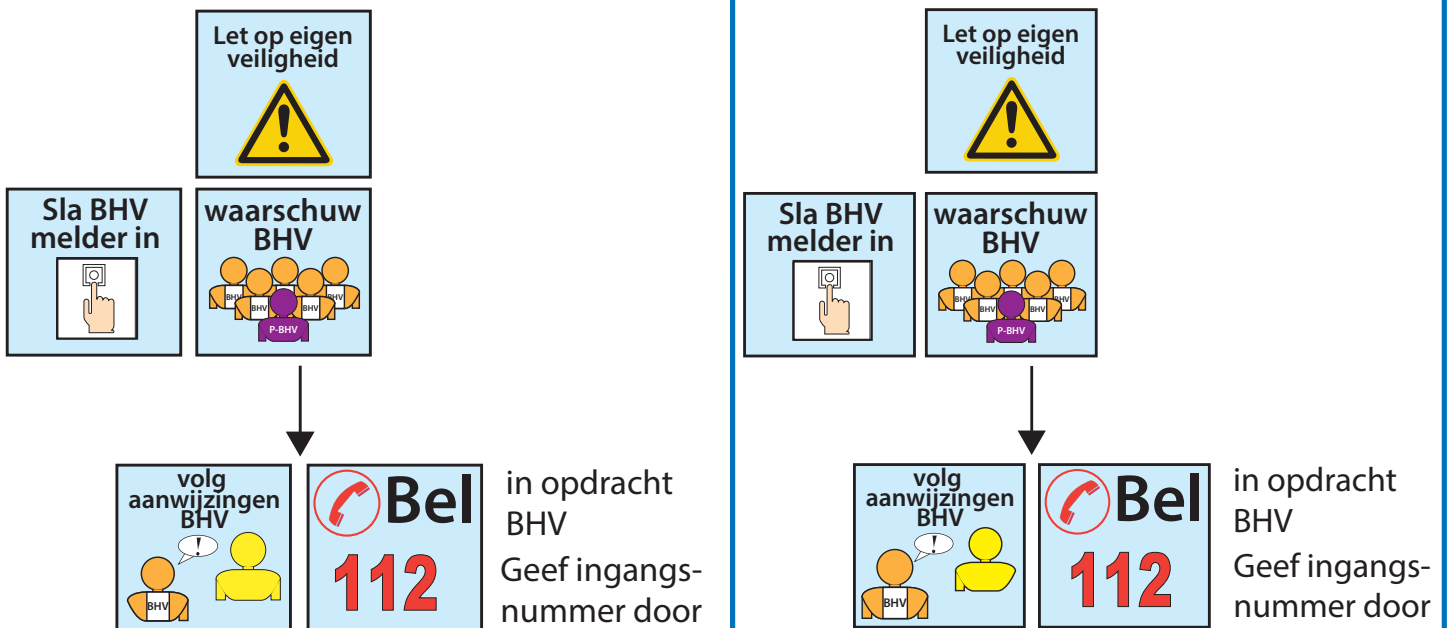 Let op eigen
veiligheid
Sla BHV
melder in
waarschuw
BHV
BHV
BHV
BHV
BHV
P-BHV
volg
aanwijzingen
BHV
!
BHV
Bel
112
in opdracht
BHV
Geef ingangs-
nummer door
Let op eigen
veiligheid
Sla BHV
melder in
waarschuw
BHV
BHV
BHV
BHV
BHV
P-BHV
volg
aanwijzingen
BHV
!
BHV
Bel
112
in opdracht
BHV
Geef ingangs-
nummer door